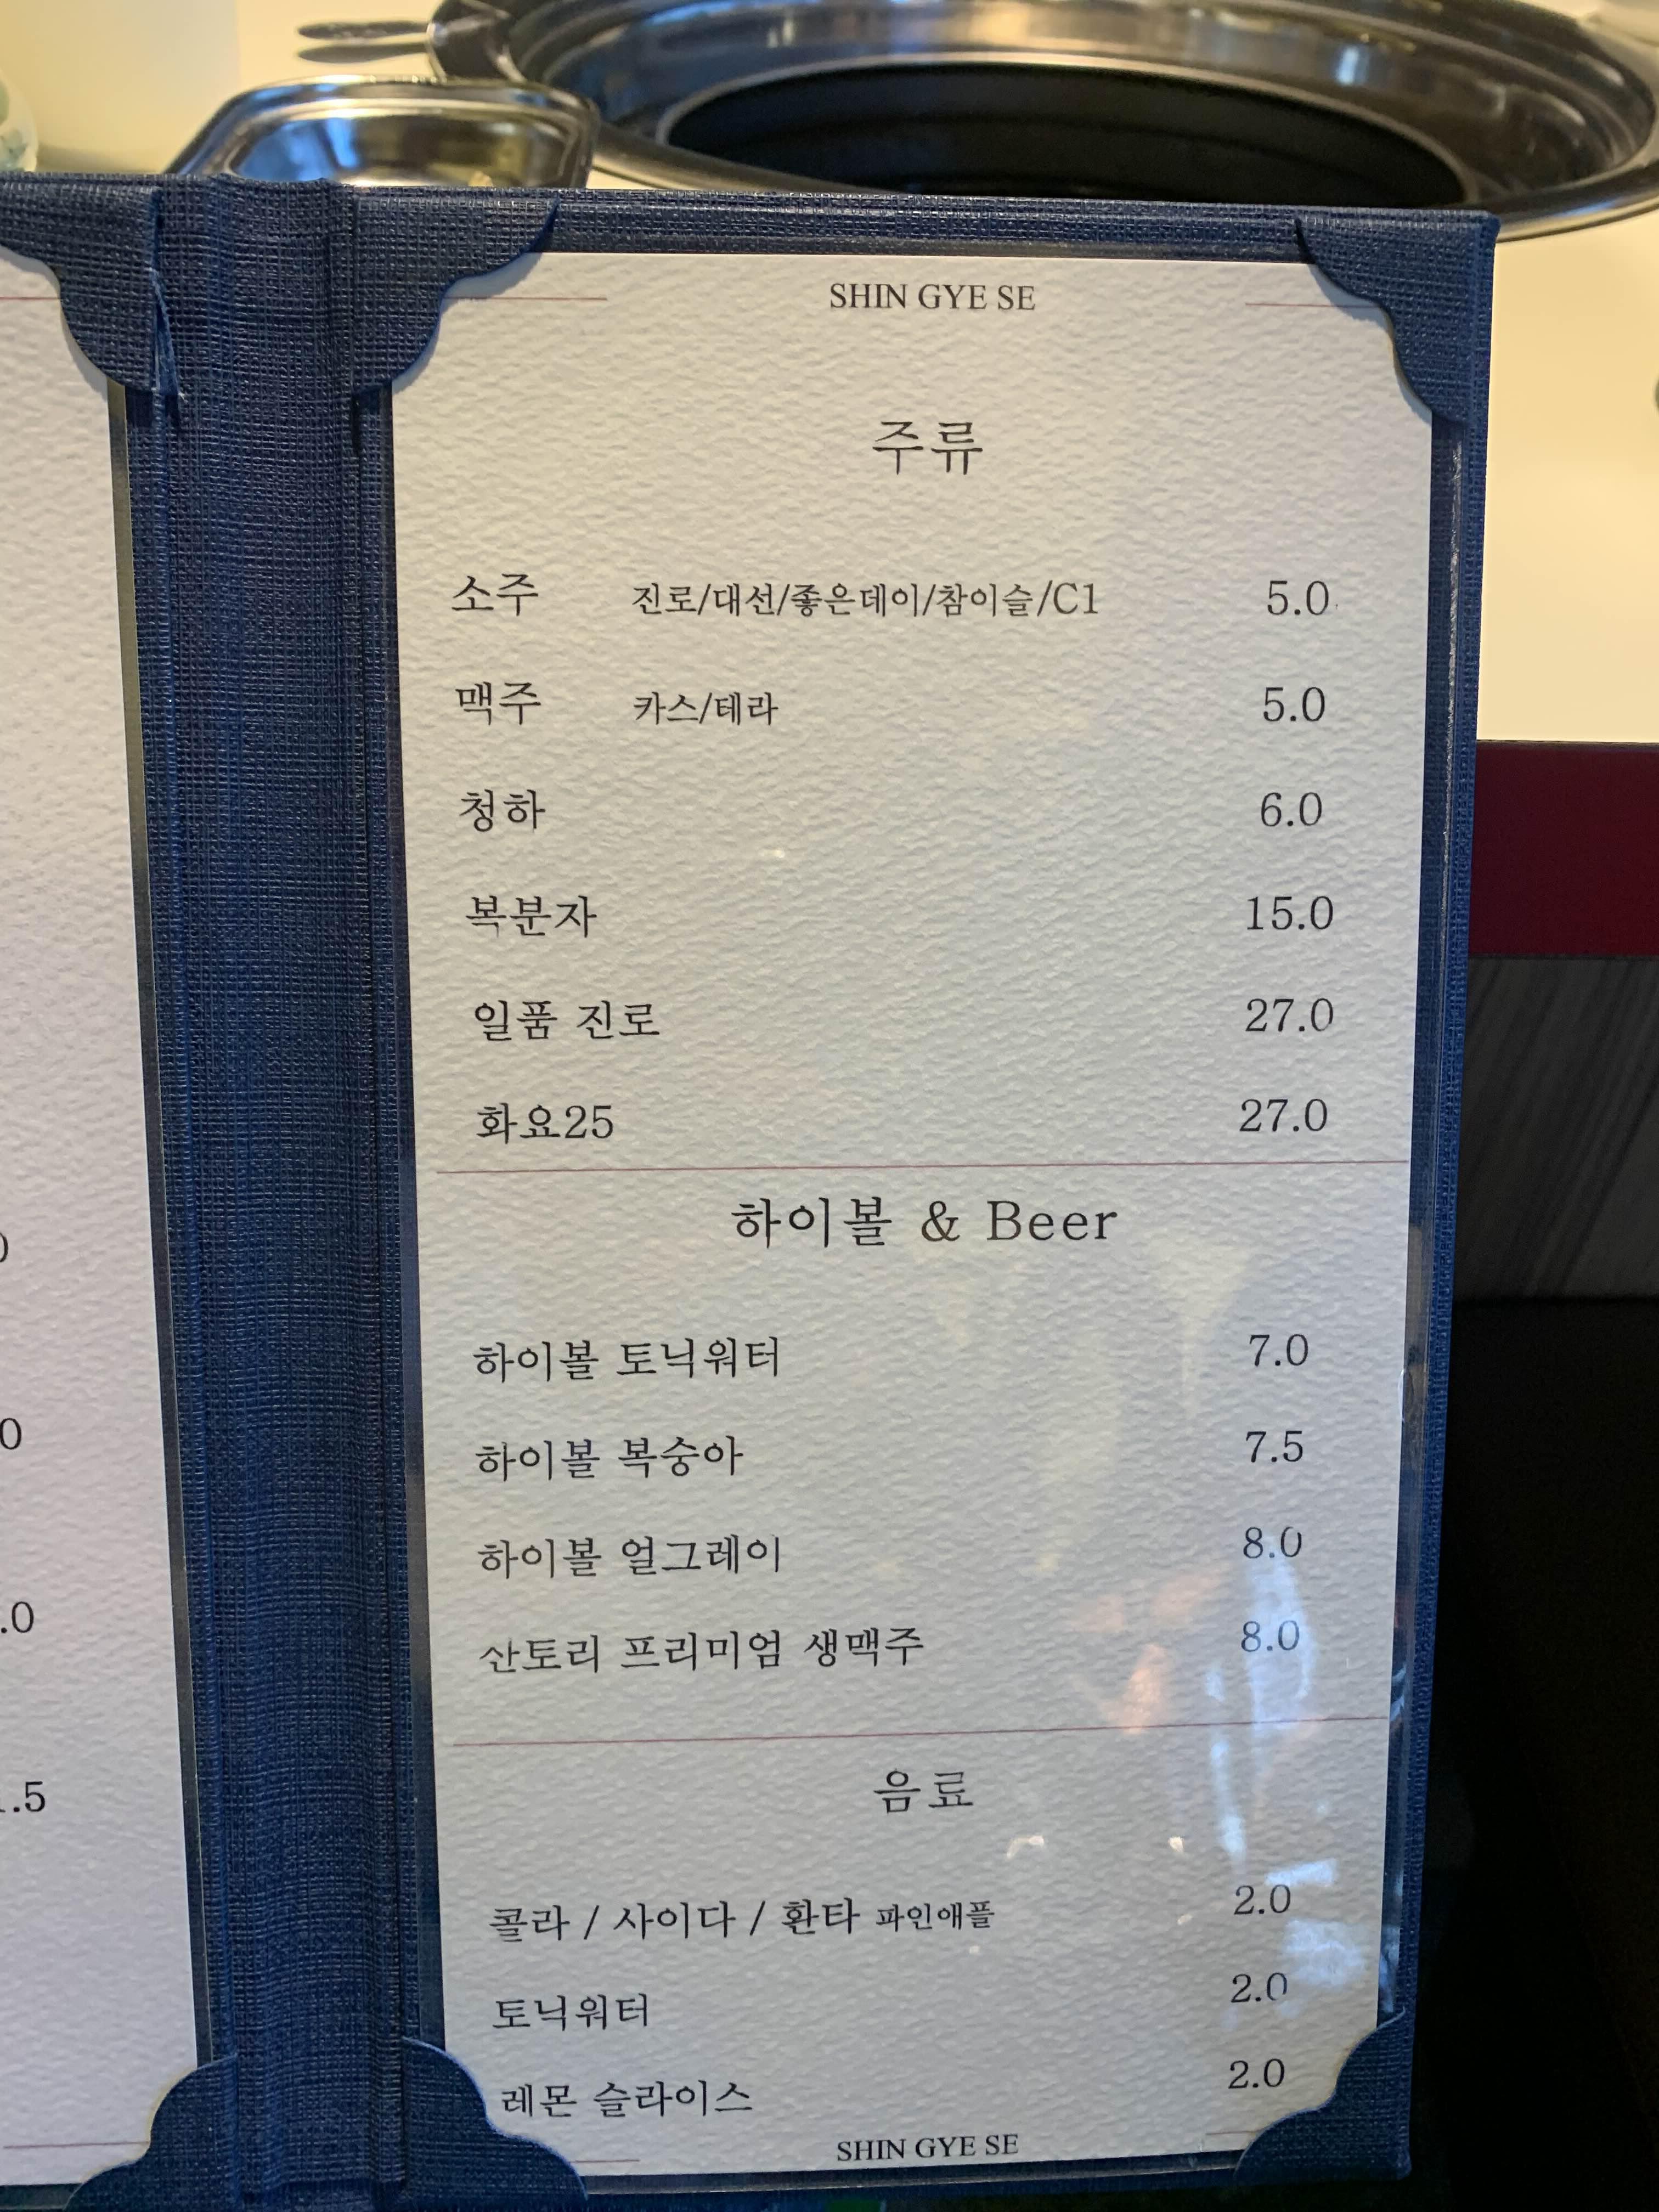 SHIN GYE SE
주류
소주 진로/대선/좋은데이/참이슬/C1 5.0
맥주 카스/테라 5.0
청하 6.0
복분자 15.0
일품 진로 27.0
화요25 27.0
하이볼 & Beer
하이볼 토닉워터 7.0
하이볼 복숭아 7.5
하이볼 얼그레이 8.0
산토리 프리미엄 생맥주 8.0
음료
콜라 / 사이다 / 환타 파인애플 2.0
토닉워터 2.0
레몬 슬라이스 2.0
SHIN GYE SE